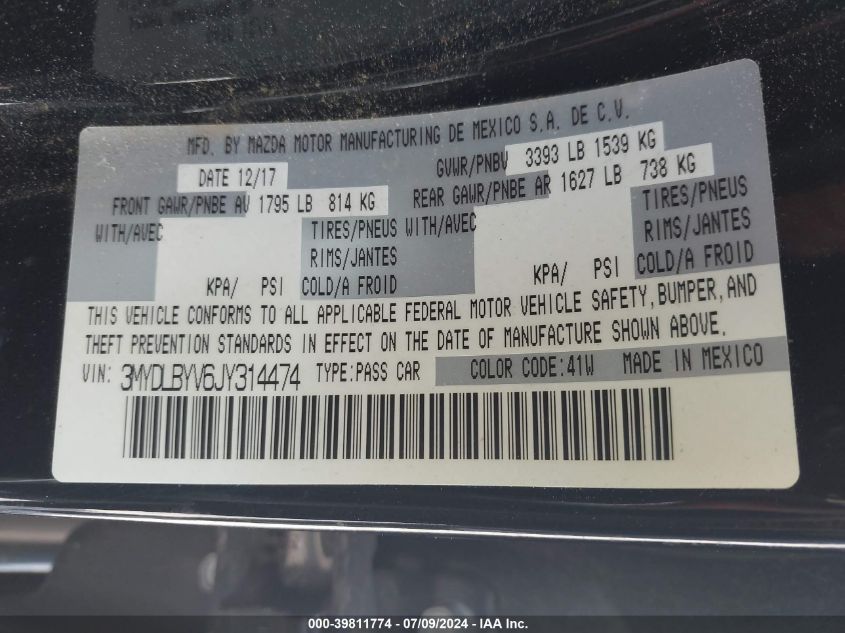 MFD. BY MAZDA MOTOR MANUFACTURING DE MEXICO S.A. DE C.V.
DATE 12/17 GVWR/PNBV 3393 LB 1539 KG
FRONT GAWR/PNBE AV 1795 LB 814 KG REAR GAWR/PNBE AR 1627 LB 738 KG
WITH/AVEC TIRES/PNEUS WITH/AVEC TIRES/PNEUS
RIMS/JANTES RIMS/JANTES
KPA/ PSI COLD/A FROID KPA/ PSI COLD/A FROID
THIS VEHICLE CONFORMS TO ALL APPLICABLE FEDERAL MOTOR VEHICLE SAFETY, BUMPER, AND
THEFT PREVENTION STANDARDS IN EFFECT ON THE DATE OF MANUFACTURE SHOWN ABOVE.
VIN: 3MYDLBYV6JY314474 TYPE:PASS CAR COLOR CODE:41W MADE IN MEXICO
000-39811774 - 07/09/2024 - IAA Inc.